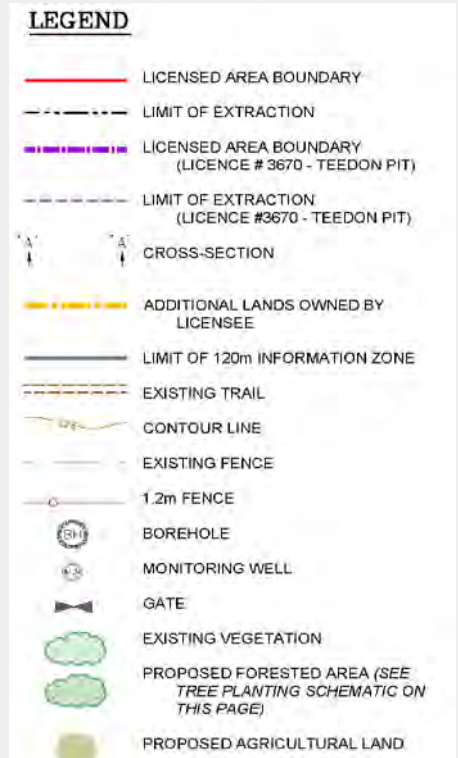 LEGEND
LICENSED AREA BOUNDARY
LIMIT OF EXTRACTION
LICENSED AREA BOUNDARY
(LICENCE # 3670 - TEEDON PIT)
LIMIT OF EXTRACTION
(LICENCE #3670 - TEEDON PIT)
"A" "A"
CROSS-SECTION
ADDITIONAL LANDS OWNED BY
LICENSEE
LIMIT OF 120m INFORMATION ZONE
EXISTING TRAIL
CONTOUR LINE
EXISTING FENCE
1.2m FENCE
BH
BOREHOLE
MONITORING WELL
GATE
EXISTING VEGETATION
PROPOSED FORESTED AREA (SEE
TREE PLANTING SCHEMATIC ON
THIS PAGE)
PROPOSED AGRICULTURAL LAND